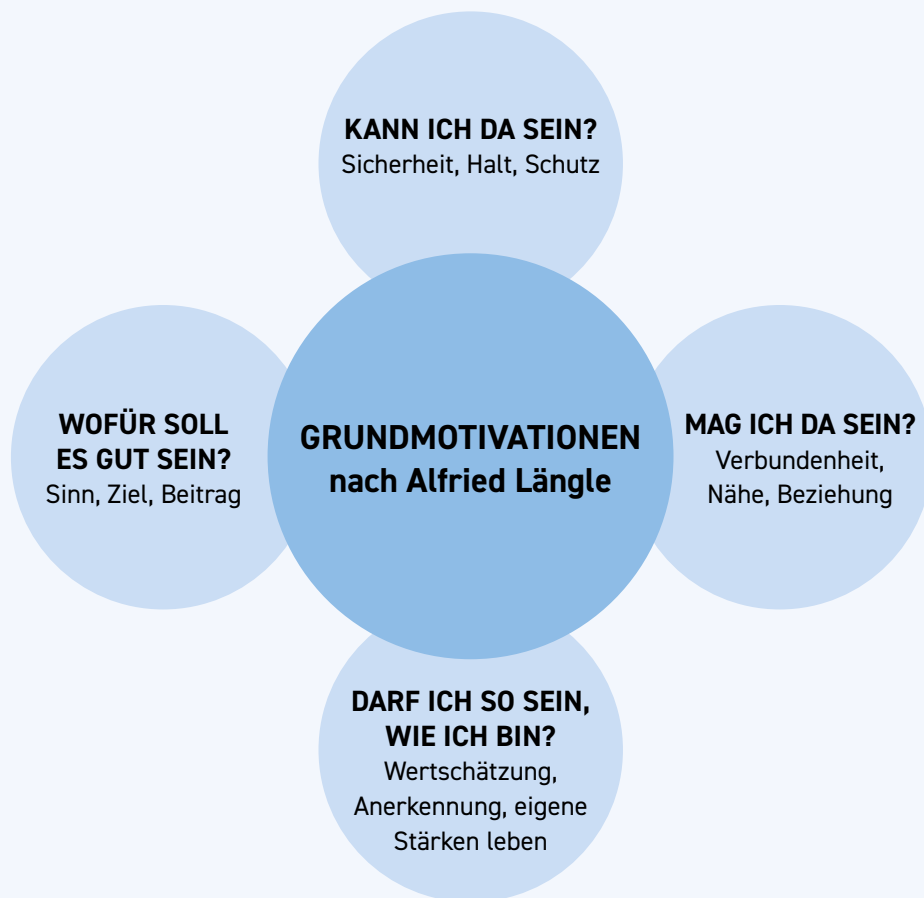 KANN ICH DA SEIN?
Sicherheit, Halt, Schutz
WOFÜR SOLL
ES GUT SEIN?
Sinn, Ziel, Beitrag
GRUNDMOTIVATIONEN
nach Alfried Längle
MAG ICH DA SEIN?
Verbundenheit,
Nähe, Beziehung
DARF ICH SO SEIN,
WIE ICH BIN?
Wertschätzung,
Anerkennung, eigene
Stärken leben